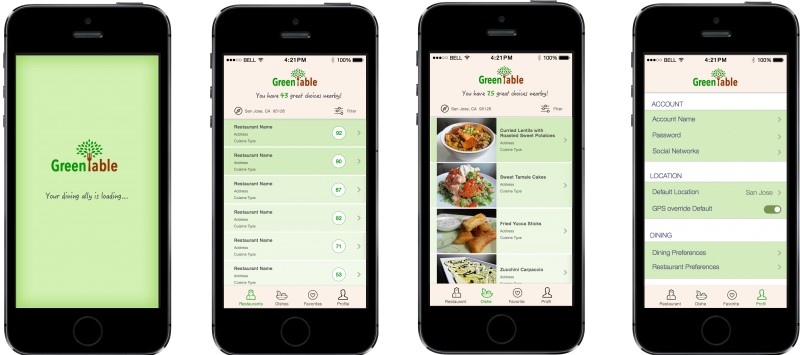 GreenTable
Your dining ally is loading...
BELL 4:21PM 100%
GreenTable
You have 43 great choices nearby!
San Jose, CA 95125 Filter
Restaurant Name
Address
Cuisine Type
92
Restaurant Name
Address
Cuisine Type
90
Restaurant Name
Address
Cuisine Type
87
Restaurant Name
Address
Cuisine Type
82
Restaurant Name
Address
Cuisine Type
71
Restaurant Name
Address
Cuisine Type
53
Restaurants Dishes Favorites Profile
BELL 4:21PM 100%
GreenTable
You have 25 great choices nearby!
San Jose, CA 95125 Filter
Curried Lentils with
Roasted Sweet Potatoes
Address
Cuisine Type
Sweet Tamale Cakes
Address
Cuisine Type
Fried Yucca Sticks
Address
Cuisine Type
Zucchini Carpaccio
Address
Cuisine Type
Restaurant Dishe Favorite Profil
BELL 4:21PM 100%
GreenTable
ACCOUNT
Account Name
Password
Social Networks
LOCATION
Default Location San Jose
GPS override Default
DINING
Dining Preferences
Restaurant Preferences
Restaurant Dishe Favorite Profil